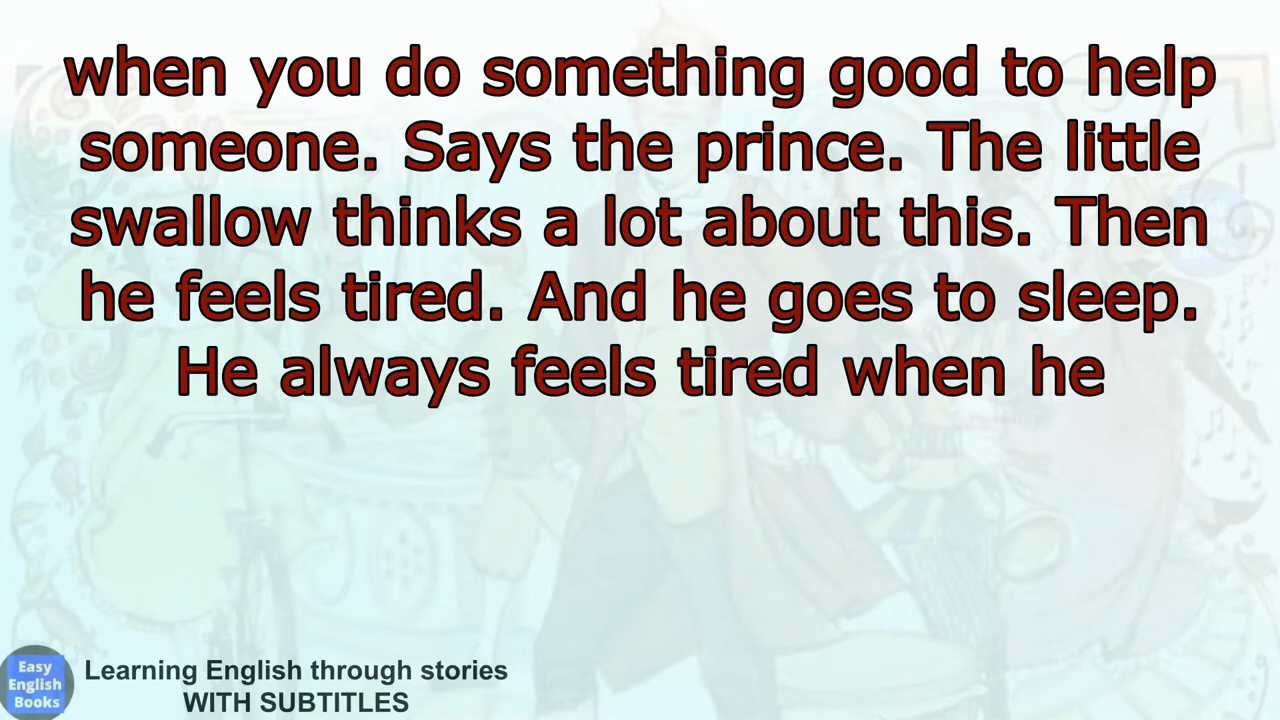 when you do something good to help
someone. Says the prince. The little
swallow thinks a lot about this. Then
he feels tired. And he goes to sleep.
He always feels tired when he
Easy
English
Books
Learning English through stories
WITH SUBTITLES